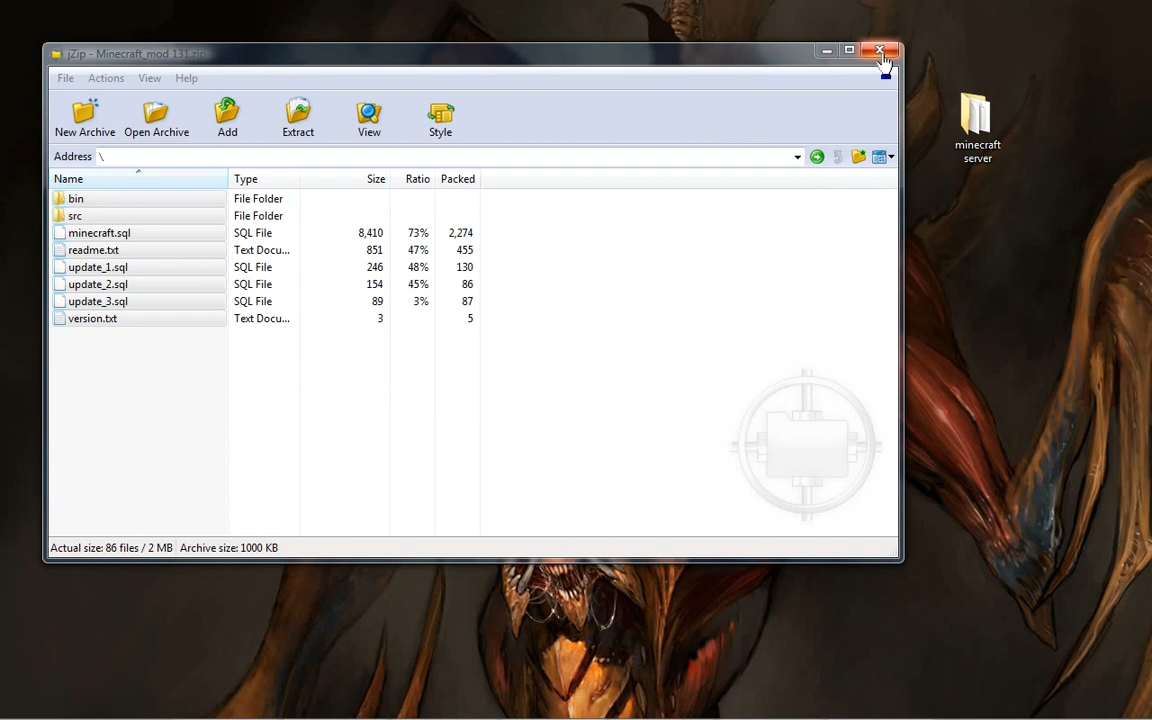 jZip - Minecraft_mod 131.zip
File Actions View Help
New Archive Open Archive Add Extract View Style
Address \
Name Type Size Ratio Packed
bin File Folder
src File Folder
minecraft.sql SQL File 8,410 73% 2,274
readme.txt Text Docu... 851 47% 455
update_1.sql SQL File 246 48% 130
update_2.sql SQL File 154 45% 86
update_3.sql SQL File 89 3% 87
version.txt Text Docu... 3 5
Actual size: 86 files / 2 MB Archive size: 1000 KB
minecraft
server